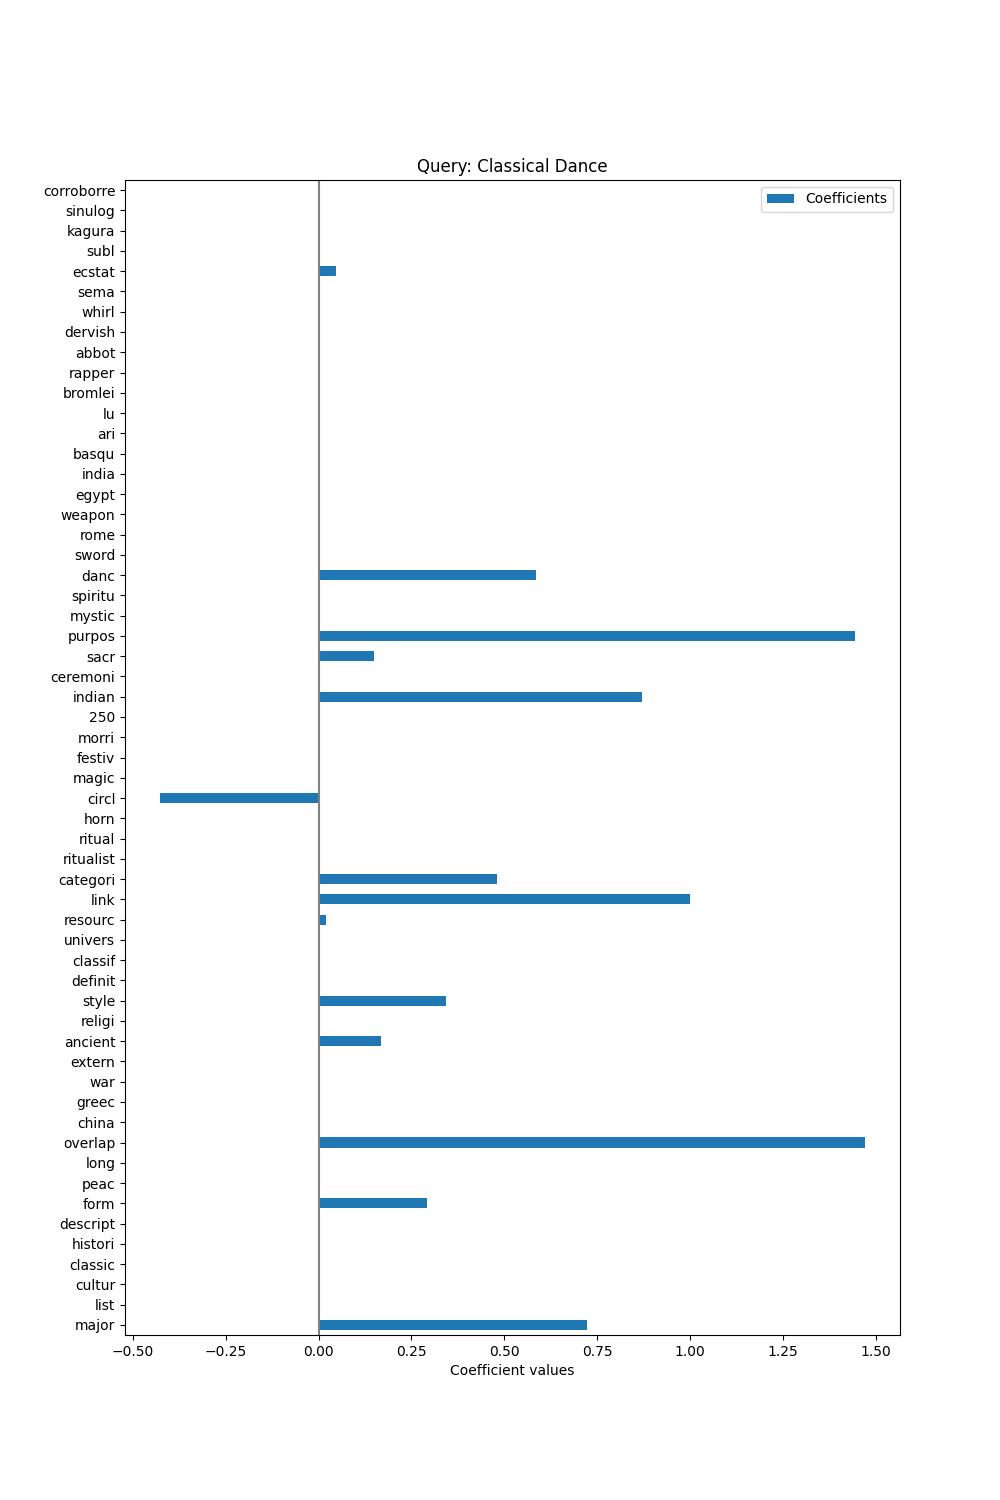 Query: Classical Dance
Coefficients
corroborre
sinulog
kagura
subl
ecstat
sema
whirl
dervish
abbot
rapper
bromlei
lu
ari
basqu
india
egypt
weapon
rome
sword
danc
spiritu
mystic
purpos
sacr
ceremoni
indian
250
morri
festiv
magic
circl
horn
ritual
ritualist
categori
link
resourc
univers
classif
definit
style
religi
ancient
extern
war
greec
china
overlap
long
peac
form
descript
histori
classic
cultur
list
major
−0.50 −0.25 0.00 0.25 0.50 0.75 1.00 1.25 1.50
Coefficient values